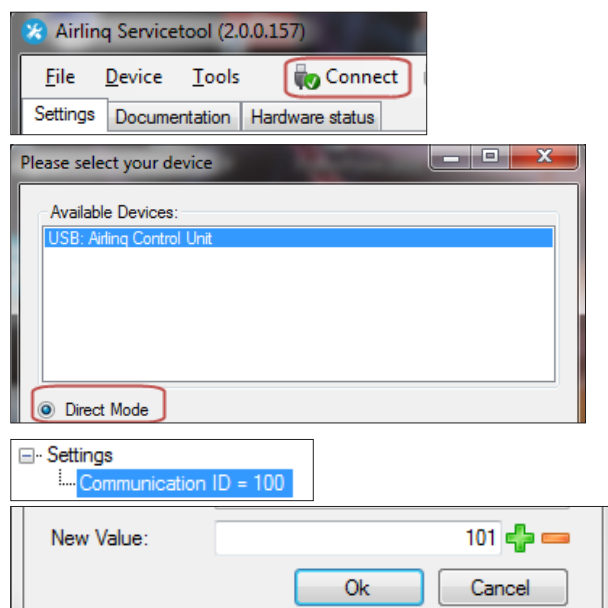 Airlinq Servicetool (2.0.0.157)
File Device Tools Connect
Settings Documentation Hardware status
Please select your device
Available Devices:
USB: Airlinq Control Unit
Direct Mode
Settings
Communication ID = 100
New Value: 101
Ok Cancel